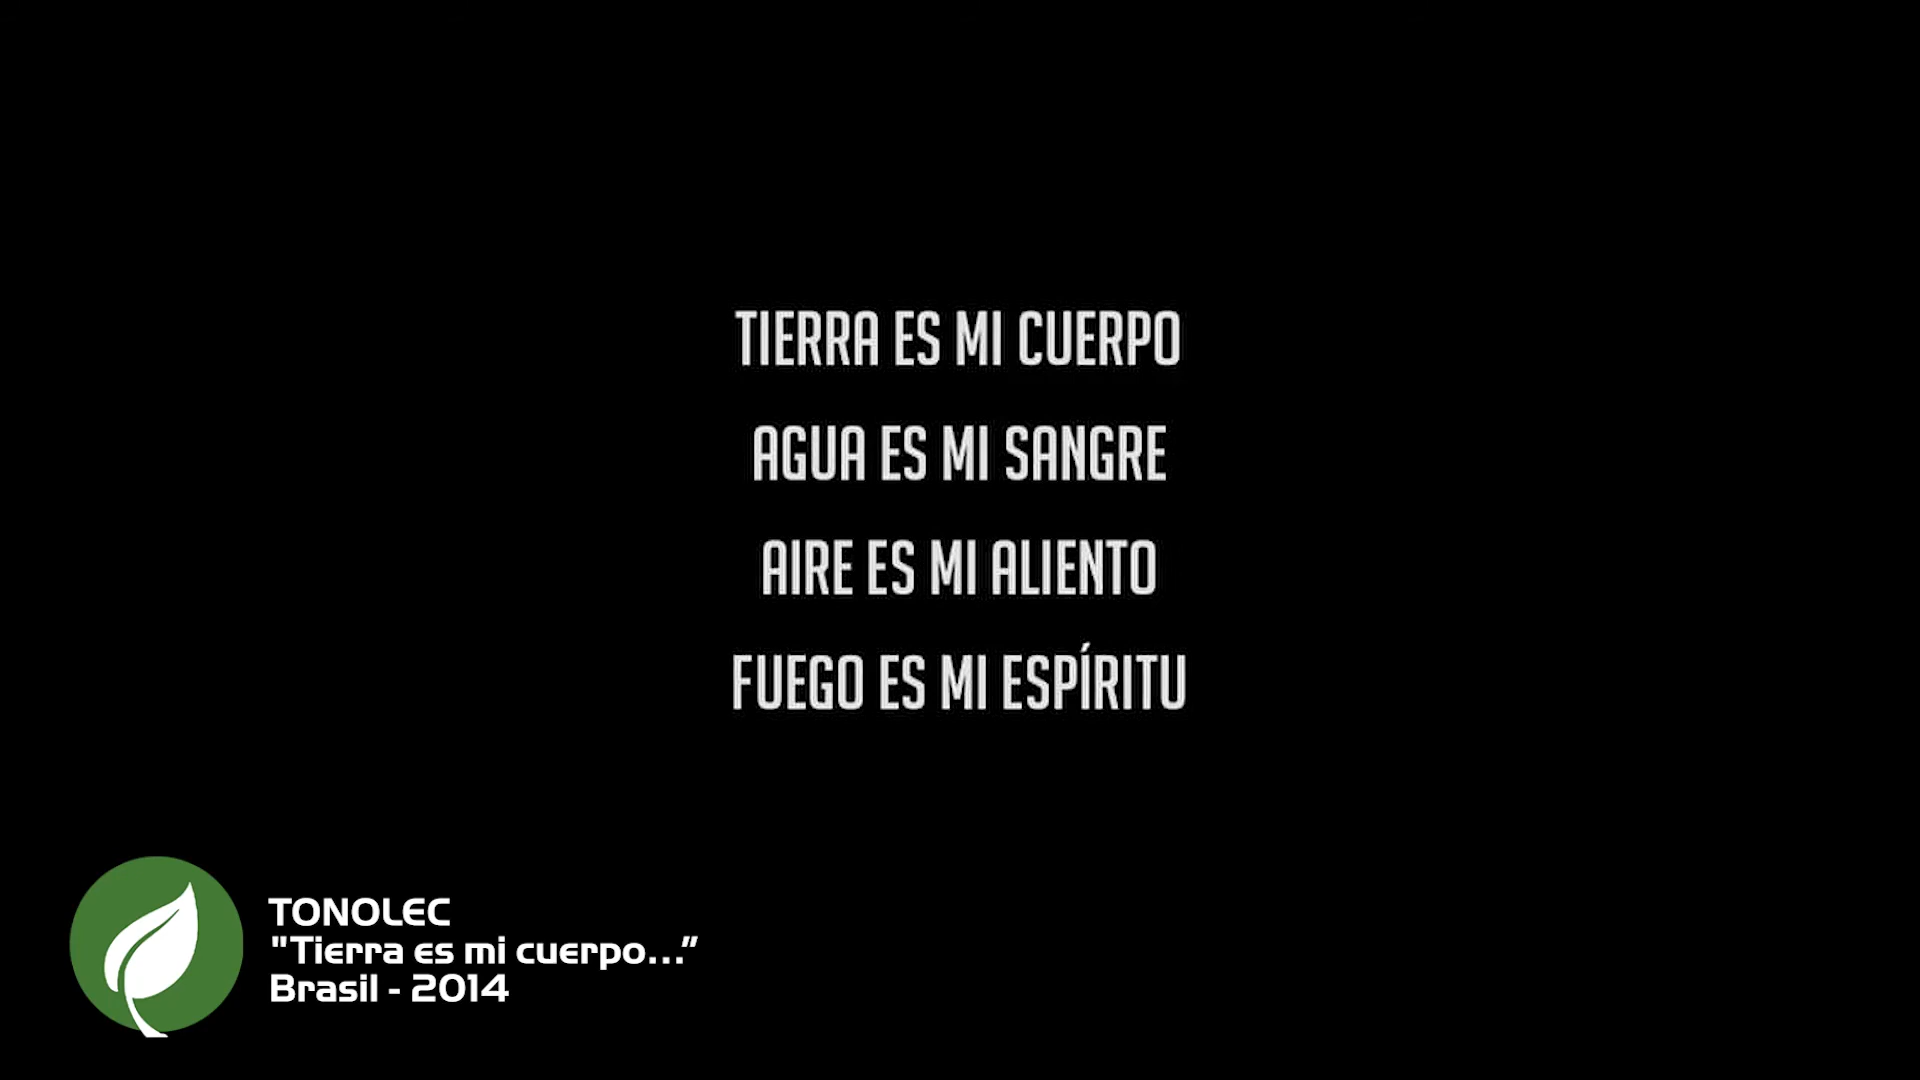 TIERRA ES MI CUERPO
AGUA ES MI SANGRE
AIRE ES MI ALIENTO
FUEGO ES MI ESPÍRITU
TONOLEC
"Tierra es mi cuerpo...”
Brasil - 2014